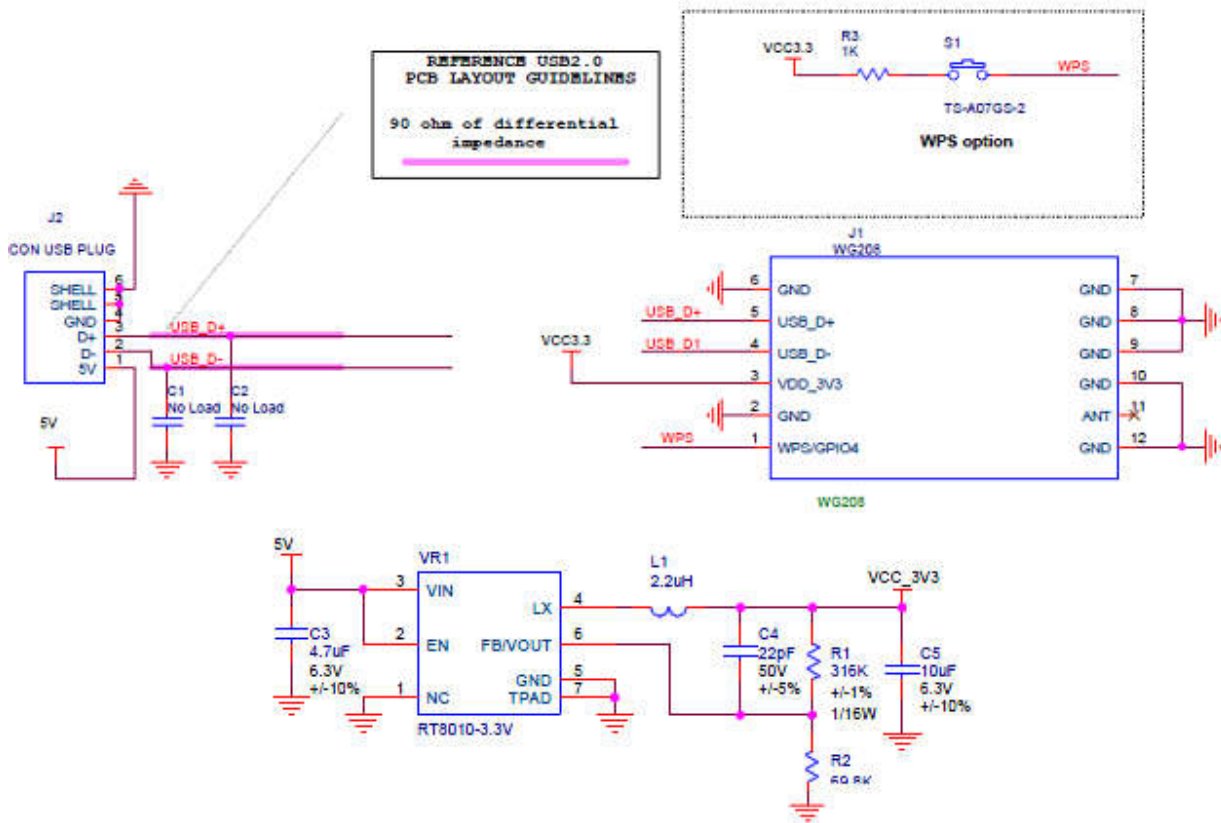 REFERENCE USB2.0
PCB LAYOUT GUIDELINES
90 ohm of differential
impedance
VCC3.3
R3
1K
S1
WPS
TS-A07GS-2
WPS option
J2
CON USB PLUG
SHELL 6
SHELL
GND 4
D+ 3
D- 2
5V 1
USB_D+
USB_D-
C1
No Load
C2
No Load
5V
J1
WG208
VCC3.3
USB_D+
USB_D1
WPS
6 GND
5 USB_D+
4 USB_D-
3 VDD_3V3
2 GND
1 WPS/GPIO4
GND 7
GND 8
GND 9
GND 10
ANT 11
GND 12
WG208
5V
C3
4.7uF
6.3V
+/-10%
VR1
3 VIN
2 EN
1 NC
LX 4
FB/VOUT 6
GND 5
TPAD 7
RT8010-3.3V
L1
2.2uH
VCC_3V3
C4
22pF
50V
+/-5%
R1
316K
+/-1%
1/16W
C5
10uF
6.3V
+/-10%
R2
69.8K